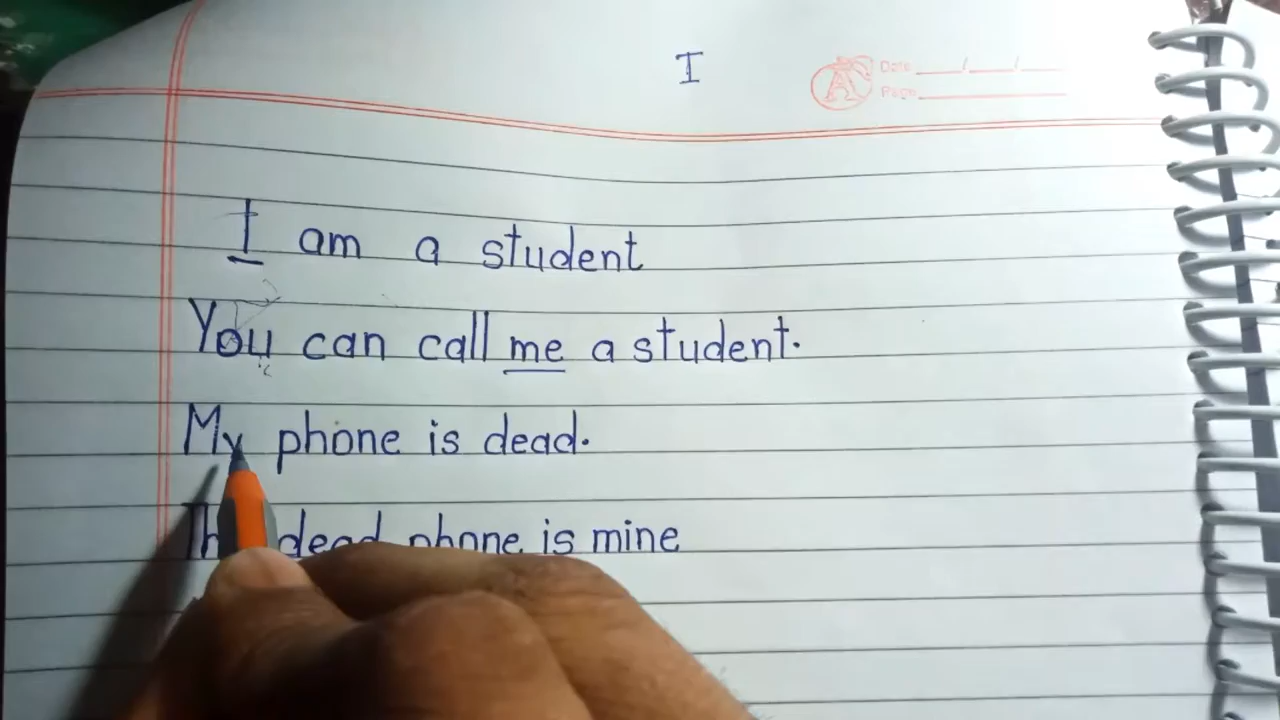 I
Date / /
Page
I am a student
You can call me a student.
My phone is dead.
dead phone is mine